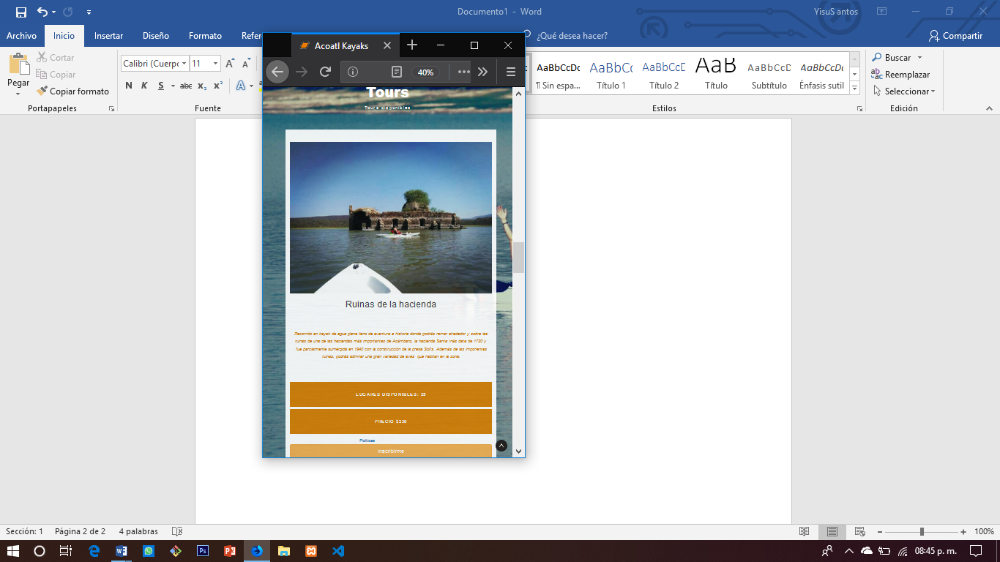 Documento1 - Word
YisuS antos
Archivo
Inicio
Insertar
Diseño
Formato
Refer
¿Qué desea hacer?
Compartir
Pegar
Cortar
Copiar
Copiar formato
Portapapeles
Calibri (Cuerpo
11
N K S abc x₂ x²
A
Fuente
AaBbCcDc
¶ Sin espa...
AaBbCc
Título 1
AaBbCcD
Título 2
AaB
Título
AaBbCcD
Subtítulo
AaBbCcDc
Énfasis sutil
Estilos
Buscar
Reemplazar
Seleccionar
Edición
Acoatl Kayaks
40%
Tours
Tours disponibles
Ruinas de la hacienda
Recorrido en kayak de agua plana lleno de aventura e historia donde podrás remar alrededor y sobre las
ruinas de una de las haciendas más importantes de Acámbaro, la hacienda Santa Inés data de 1720 y
fue parcialmente sumergida en 1940 con la construcción de la presa Solís. Además de las imponentes
ruinas, podrás admirar una gran variedad de aves que habitan en la zona.
LUGARES DISPONIBLES: 25
PRECIO $236
Políticas
Inscribirme
Sección: 1
Página 2 de 2
4 palabras
100%
08:45 p. m.